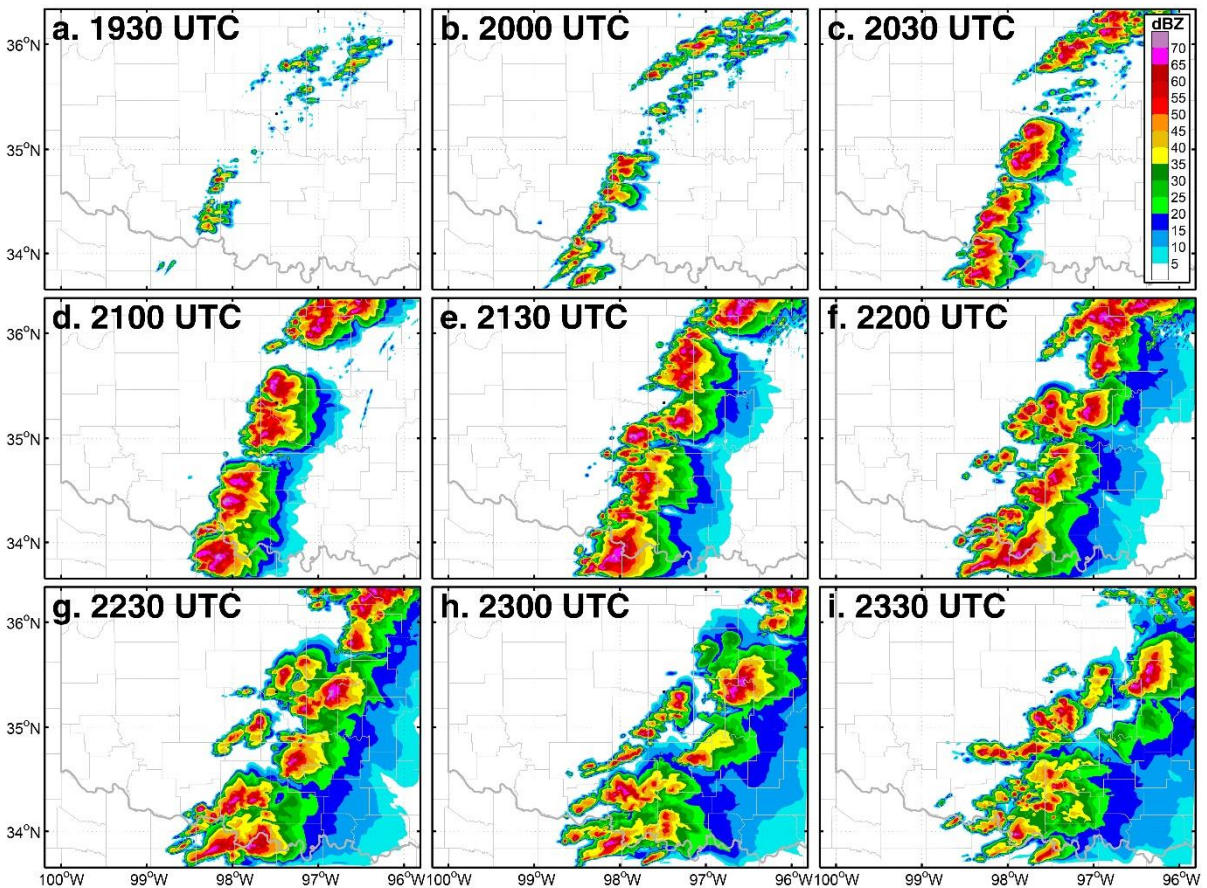 a. 1930 UTC
b. 2000 UTC
c. 2030 UTC
dBZ
70
65
60
55
50
45
40
35
30
25
20
15
10
5
36°N
35°N
34°N
d. 2100 UTC
e. 2130 UTC
f. 2200 UTC
36°N
35°N
34°N
g. 2230 UTC
h. 2300 UTC
i. 2330 UTC
36°N
35°N
34°N
100°W 99°W 98°W 97°W 96°W 100°W 99°W 98°W 97°W 96°W 100°W 99°W 98°W 97°W 96°W